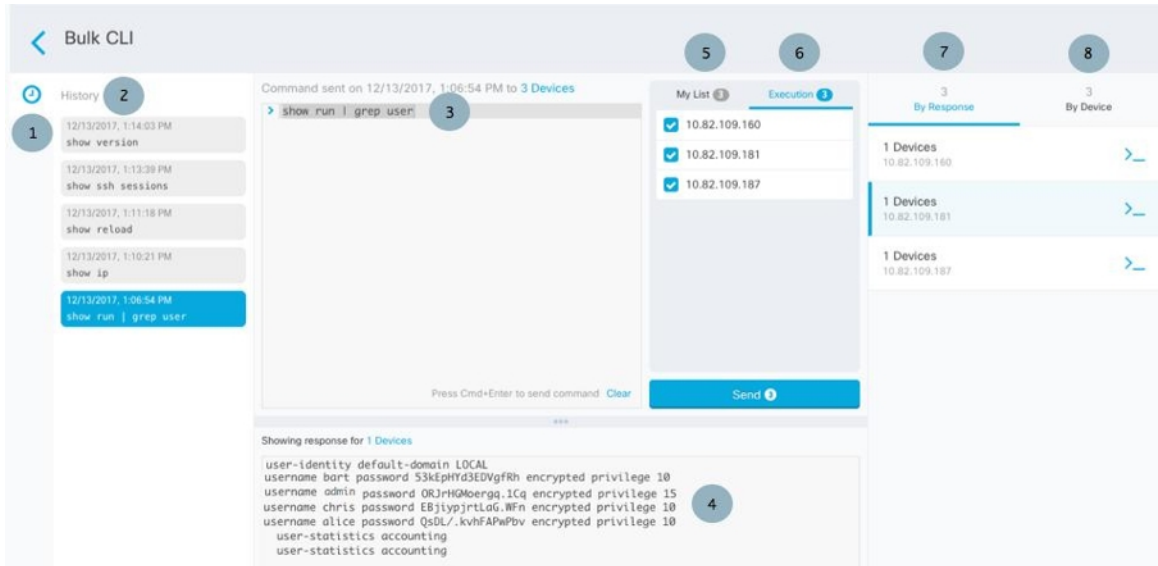 Bulk CLI
5
6
7
8
1
History
2
12/13/2017, 1:14:03 PM
show version
12/13/2017, 1:13:39 PM
show ssh sessions
12/13/2017, 1:11:18 PM
show reload
12/13/2017, 1:10:21 PM
show ip
12/13/2017, 1:06:54 PM
show run | grep user
Command sent on 12/13/2017, 1:06:54 PM to 3 Devices
> show run | grep user
3
Press Cmd+Enter to send command Clear
My List 3
Execution 3
10.82.109.160
10.82.109.181
10.82.109.187
Send 3
Showing response for 1 Devices
user-identity default-domain LOCAL
username bart password 53kEpHYd3EDVgfRh encrypted privilege 10
username admin password ORJrHGMoergq.1Cq encrypted privilege 15
username chris password EBjiypjrtLaG.WFn encrypted privilege 10
username alice password QsDL/.kvhFAPwPbv encrypted privilege 10
user-statistics accounting
user-statistics accounting
4
3
By Response
3
By Device
1 Devices
10.82.109.160
>_
1 Devices
10.82.109.181
>_
1 Devices
10.82.109.187
>_